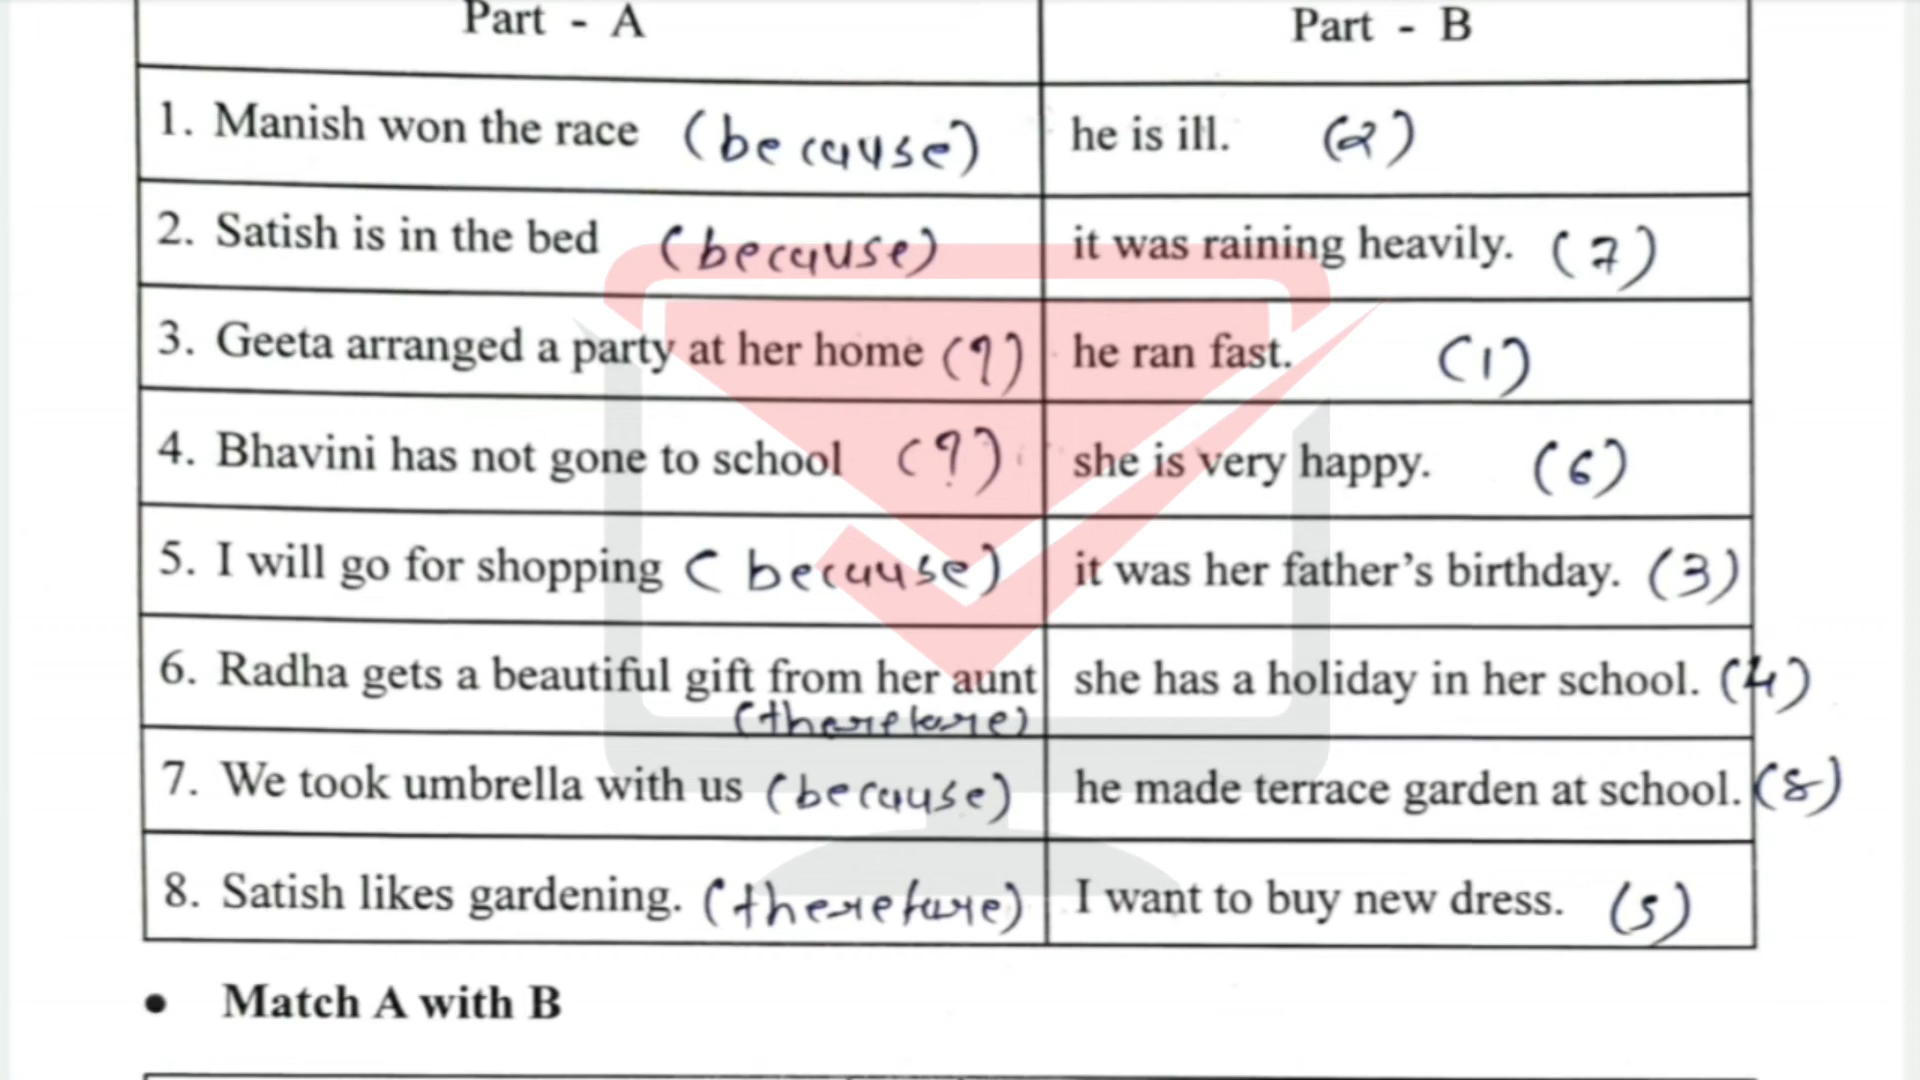 Part - A Part - B
1. Manish won the race (because) he is ill. (2)
2. Satish is in the bed (because) it was raining heavily. (7)
3. Geeta arranged a party at her home (?) he ran fast. (1)
4. Bhavini has not gone to school (?) she is very happy. (6)
5. I will go for shopping (because) it was her father's birthday. (3)
6. Radha gets a beautiful gift from her aunt she has a holiday in her school. (4)
(therefore)
7. We took umbrella with us (because) he made terrace garden at school. (8)
8. Satish likes gardening. (therefore) I want to buy new dress. (5)
• Match A with B